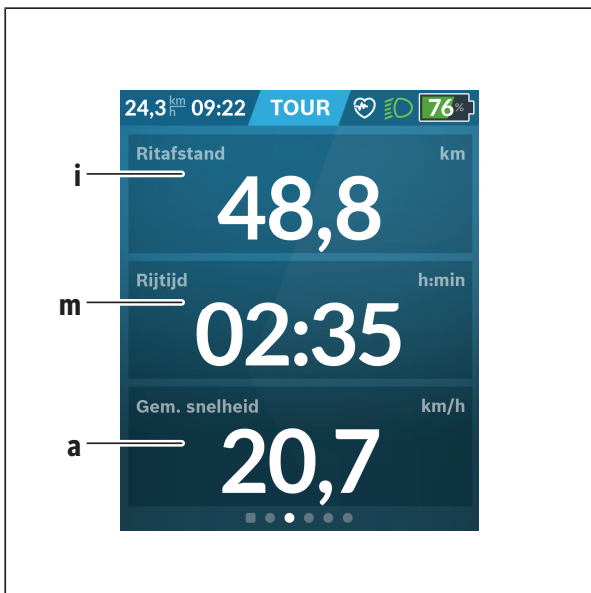 24,3 km/h 09:22 TOUR 76%
Ritafstand km
i
48,8
Rijtijd h:min
m
02:35
Gem. snelheid km/h
a
20,7